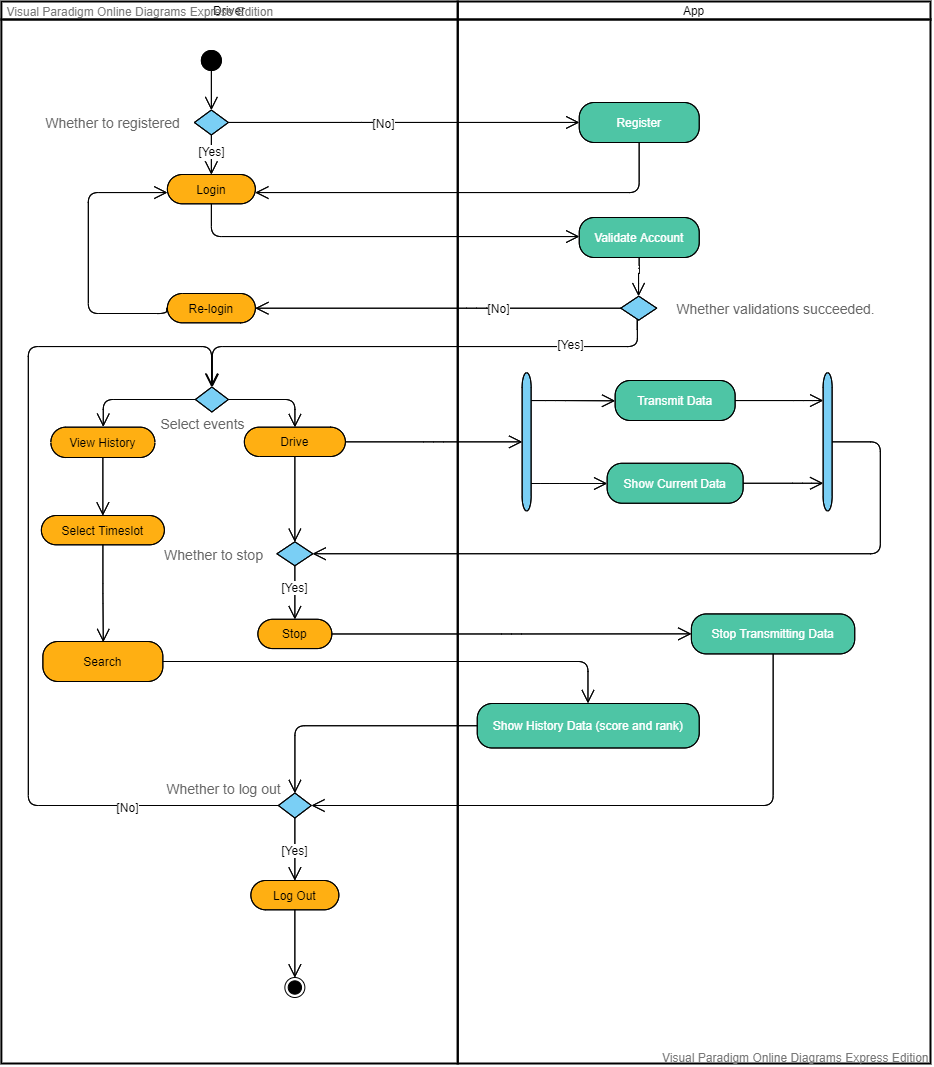 Visual Paradigm Online Diagrams Express Edition
Driver
App
Whether to registered
[No]
Register
[Yes]
Login
Validate Account
Re-login
[No]
Whether validations succeeded.
[Yes]
Select events
Transmit Data
View History
Drive
Show Current Data
Select Timeslot
Whether to stop
[Yes]
Stop
Stop Transmitting Data
Search
Show History Data (score and rank)
Whether to log out
[No]
[Yes]
Log Out
Visual Paradigm Online Diagrams Express Edition